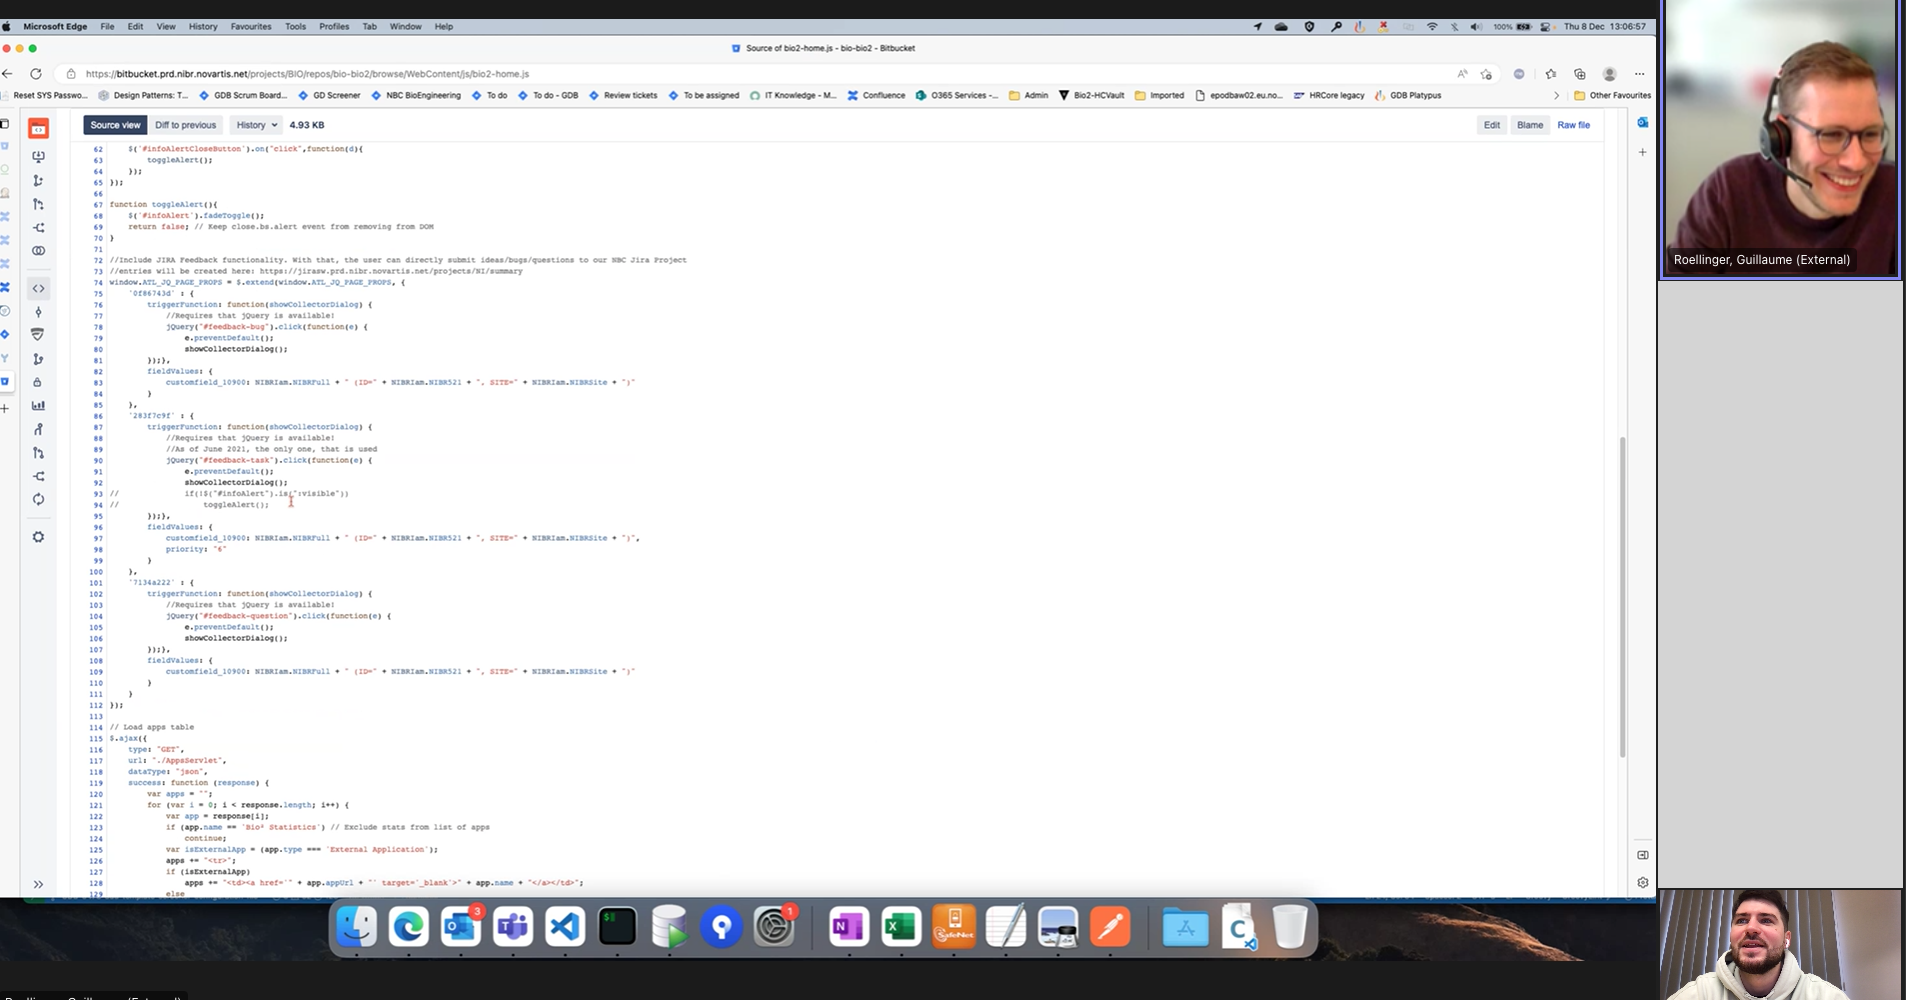 Microsoft Edge File Edit View History Favourites Tools Profiles Tab Window Help 100% Thu 8 Dec 13:06:57
Source of bio2-home.js - bio-bio2 - Bitbucket
https://bitbucket.prd.nibr.novartis.net/projects/BIO/repos/bio-bio2/browse/WebContent/js/bio2-home.js
Reset SYS Passwo... Design Patterns: T... GDB Scrum Board... GD Screener NBC BioEngineering To do To do - GDB Review tickets To be assigned IT Knowledge - M... Confluence O365 Services -... Admin Bio2-HCVault Imported epodbaw02.eu.no... HRCore legacy GDB Platypus Other Favourites
Source view Diff to previous History 4.93 KB Edit Blame Raw file
62 $('#infoAlertCloseButton').on("click",function(d){
63 toggleAlert();
64 });
65 });
66
67 function toggleAlert(){
68 $('#infoAlert').fadeToggle();
69 return false; // Keep close.bs.alert event from removing from DOM
70 }
71
72 //Include JIRA Feedback functionality. With that, the user can directly submit ideas/bugs/questions to our NBC Jira Project
73 //entries will be created here: https://jirasw.prd.nibr.novartis.net/projects/NI/summary
74 window.ATL_JQ_PAGE_PROPS = $.extend(window.ATL_JQ_PAGE_PROPS, {
75 '0f86743d' : {
76 triggerFunction: function(showCollectorDialog) {
77 //Requires that jQuery is available!
78 jQuery("#feedback-bug").click(function(e) {
79 e.preventDefault();
80 showCollectorDialog();
81 });},
82 fieldValues: {
83 customfield_10900: NIBRIam.NIBRFull + " (ID=" + NIBRIam.NIBR521 + ", SITE=" + NIBRIam.NIBRSite + ")"
84 }
85 },
86 '283f7c9f' : {
87 triggerFunction: function(showCollectorDialog) {
88 //Requires that jQuery is available!
89 //As of June 2021, the only one, that is used
90 jQuery("#feedback-task").click(function(e) {
91 e.preventDefault();
92 showCollectorDialog();
93 // if(!$("#infoAlert").is(":visible"))
94 // toggleAlert();
95 });},
96 fieldValues: {
97 customfield_10900: NIBRIam.NIBRFull + " (ID=" + NIBRIam.NIBR521 + ", SITE=" + NIBRIam.NIBRSite + ")",
98 priority: "6"
99 }
100 },
101 '7134a222' : {
102 triggerFunction: function(showCollectorDialog) {
103 //Requires that jQuery is available!
104 jQuery("#feedback-question").click(function(e) {
105 e.preventDefault();
106 showCollectorDialog();
107 });},
108 fieldValues: {
109 customfield_10900: NIBRIam.NIBRFull + " (ID=" + NIBRIam.NIBR521 + ", SITE=" + NIBRIam.NIBRSite + ")"
110 }
111 }
112 });
113
114 // Load apps table
115 $.ajax({
116 type: "GET",
117 url: "./AppsServlet",
118 dataType: "json",
119 success: function (response) {
120 var apps = "";
121 for (var i = 0; i < response.length; i++) {
122 var app = response[i];
123 if (app.name == 'Bio² Statistics') // Exclude stats from list of apps
124 continue;
125 var isExternalApp = (app.type === 'External Application');
126 apps += "<tr>";
127 if (isExternalApp)
128 apps += "<td><a href='" + app.appUrl + "' target='_blank'>" + app.name + "</a></td>";
129 else
Roellinger, Guillaume (External)
3
1
SafeNet